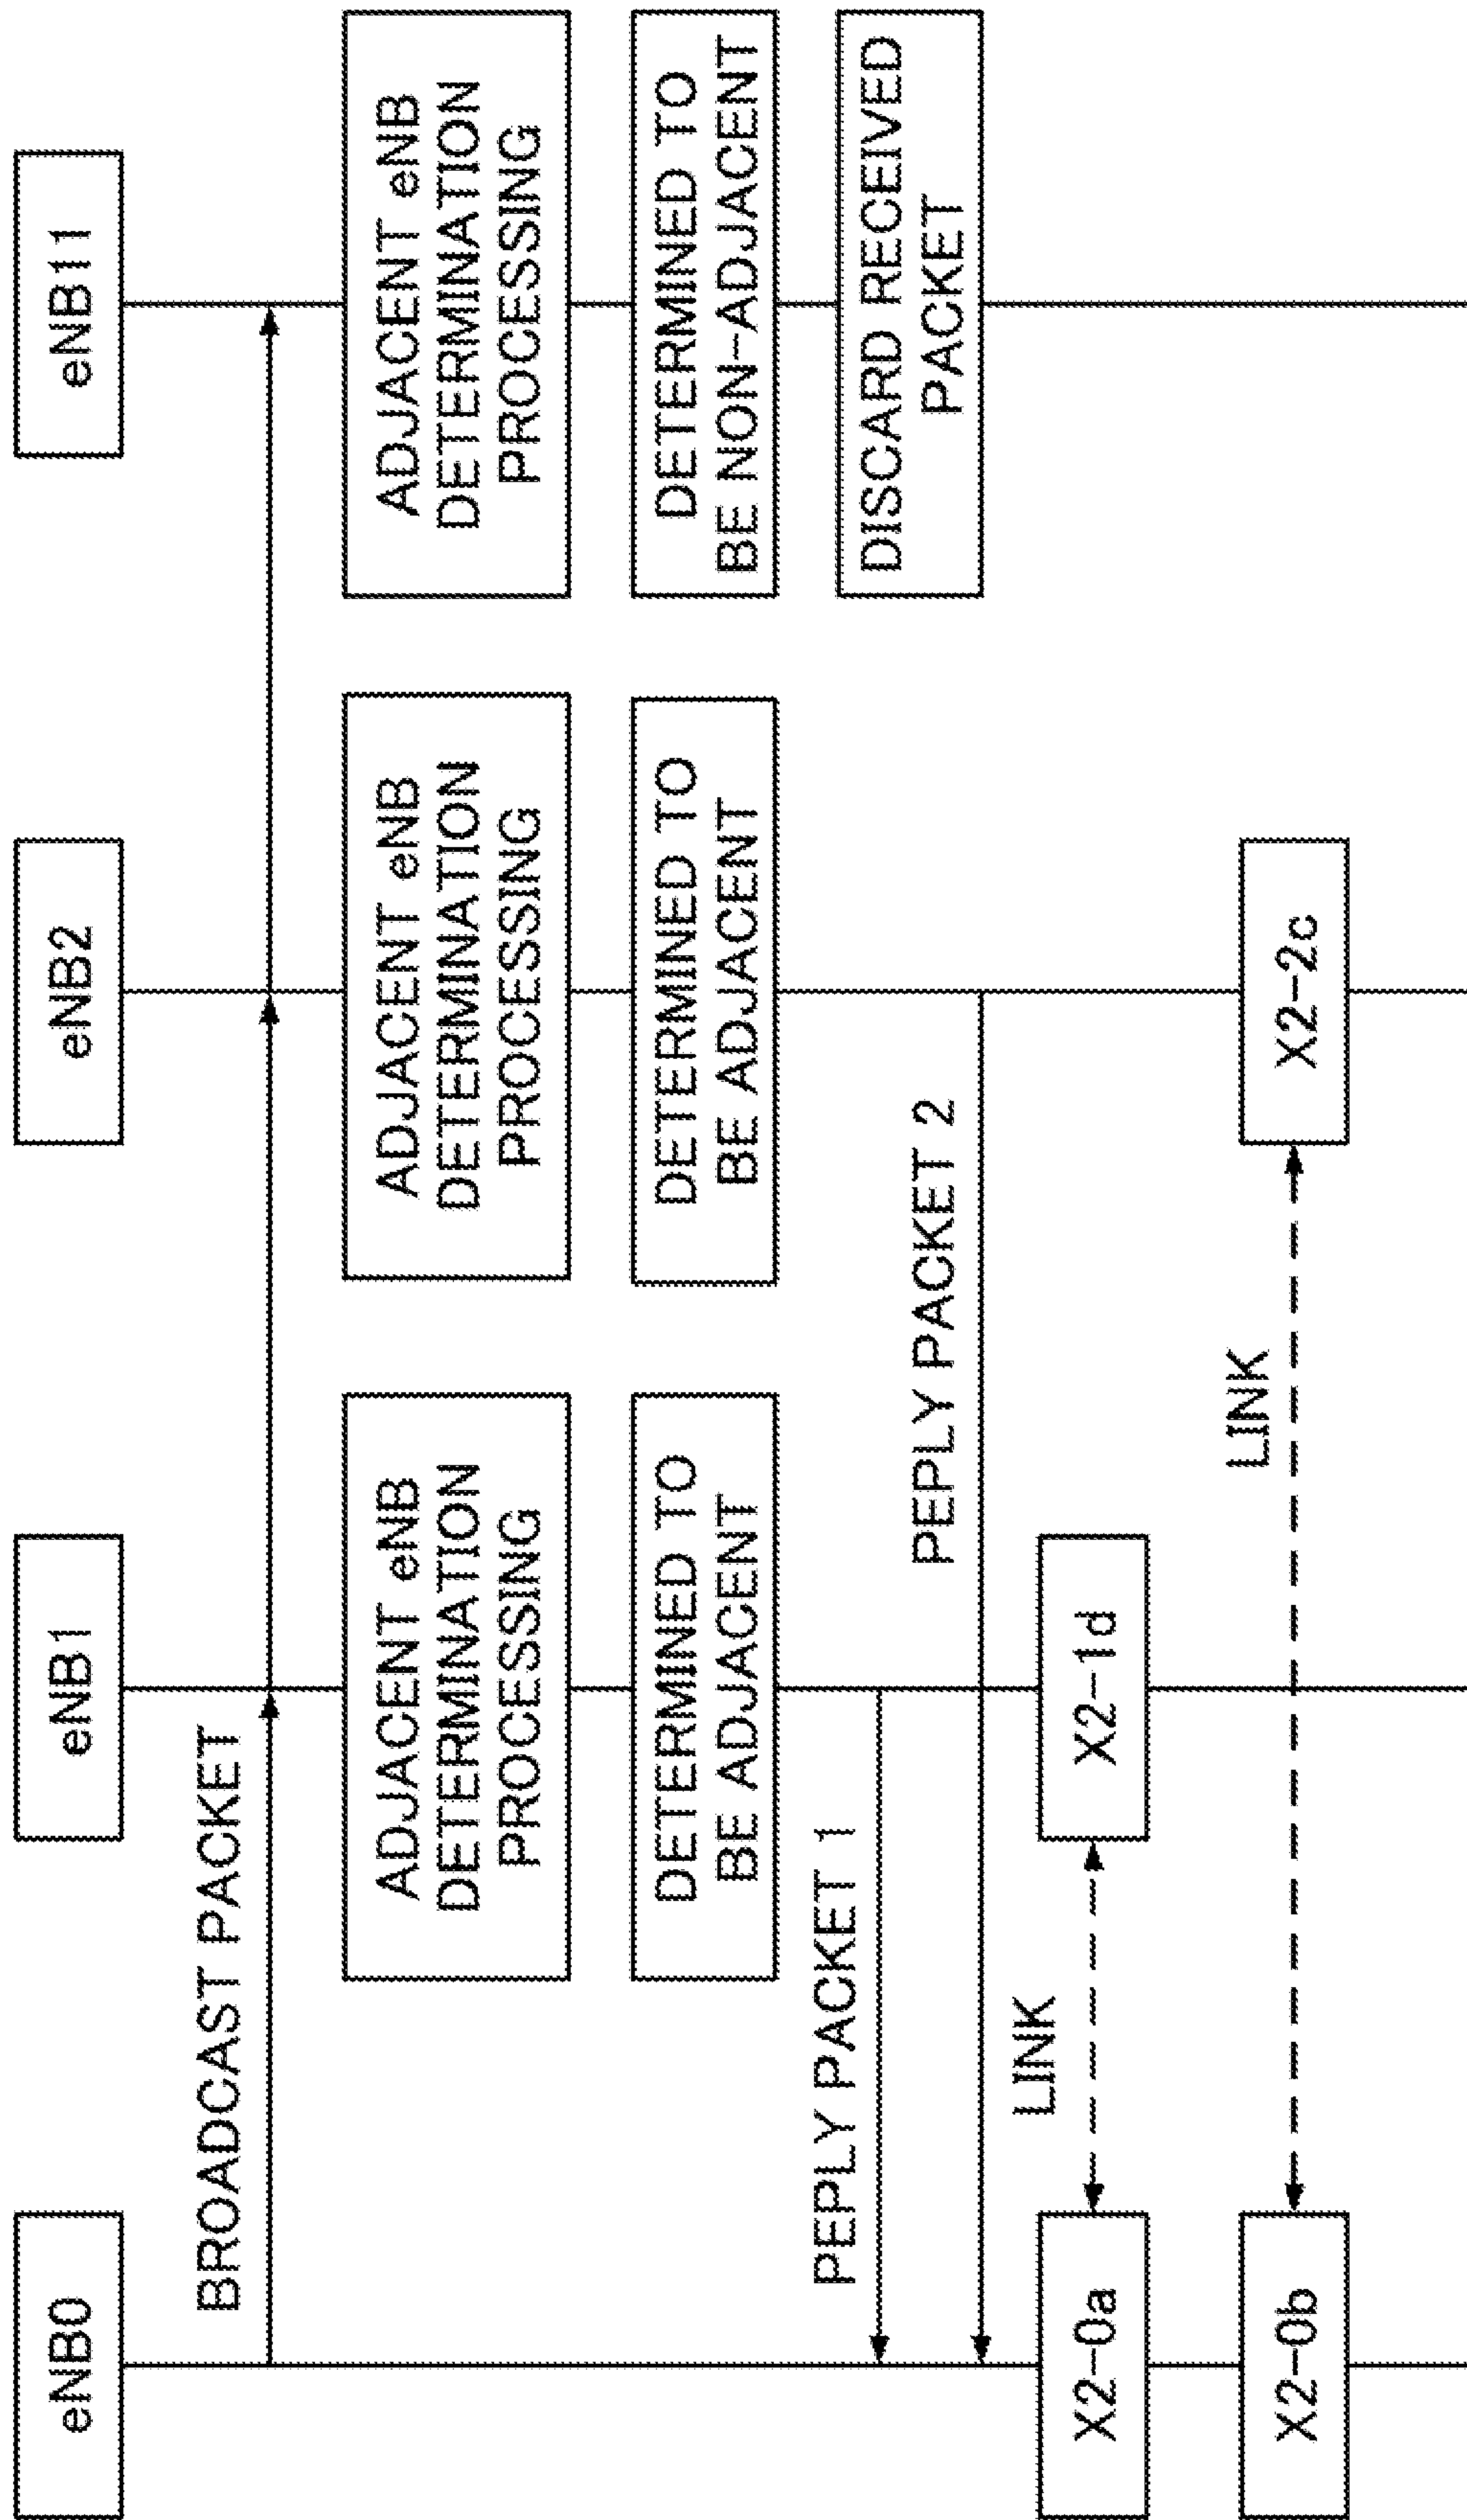 eNB0
eNB1
eNB2
eNB11
BROADCAST PACKET
ADJACENT eNB
DETERMINATION
PROCESSING
ADJACENT eNB
DETERMINATION
PROCESSING
ADJACENT eNB
DETERMINATION
PROCESSING
DETERMINED TO
BE ADJACENT
DETERMINED TO
BE ADJACENT
DETERMINED TO
BE NON-ADJACENT
PEPLY PACKET 1
DISCARD RECEIVED
PACKET
PEPLY PACKET 2
LINK
X2-0a
X2-1d
LINK
X2-0b
X2-2c